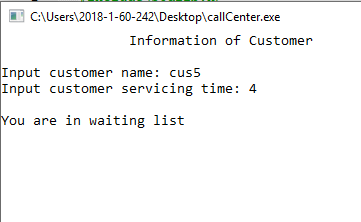 C:\Users\2018-1-60-242\Desktop\callCenter.exe
Information of Customer
Input customer name: cus5
Input customer servicing time: 4
You are in waiting list